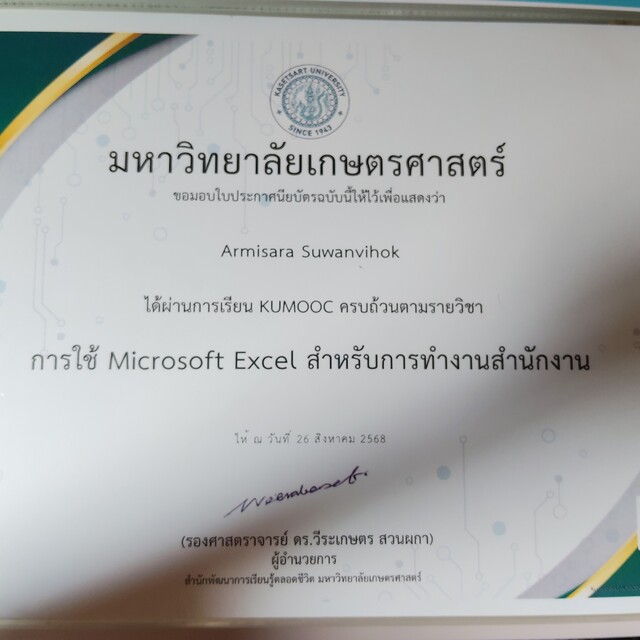 KASETSART UNIVERSITY
SINCE 1943
มหาวิทยาลัยเกษตรศาสตร์
ขอมอบใบประกาศนียบัตรฉบับนี้ให้ไว้เพื่อแสดงว่า
Armisara Suwanvihok
ได้ผ่านการเรียน KUMOOC ครบถ้วนตามรายวิชา
การใช้ Microsoft Excel สำหรับการทำงานสำนักงาน
ให้ ณ วันที่ 26 สิงหาคม 2568
(รองศาสตราจารย์ ดร.วีระเกษตร สวนผกา)
ผู้อำนวยการ
สำนักพัฒนาการเรียนรู้ตลอดชีวิต มหาวิทยาลัยเกษตรศาสตร์